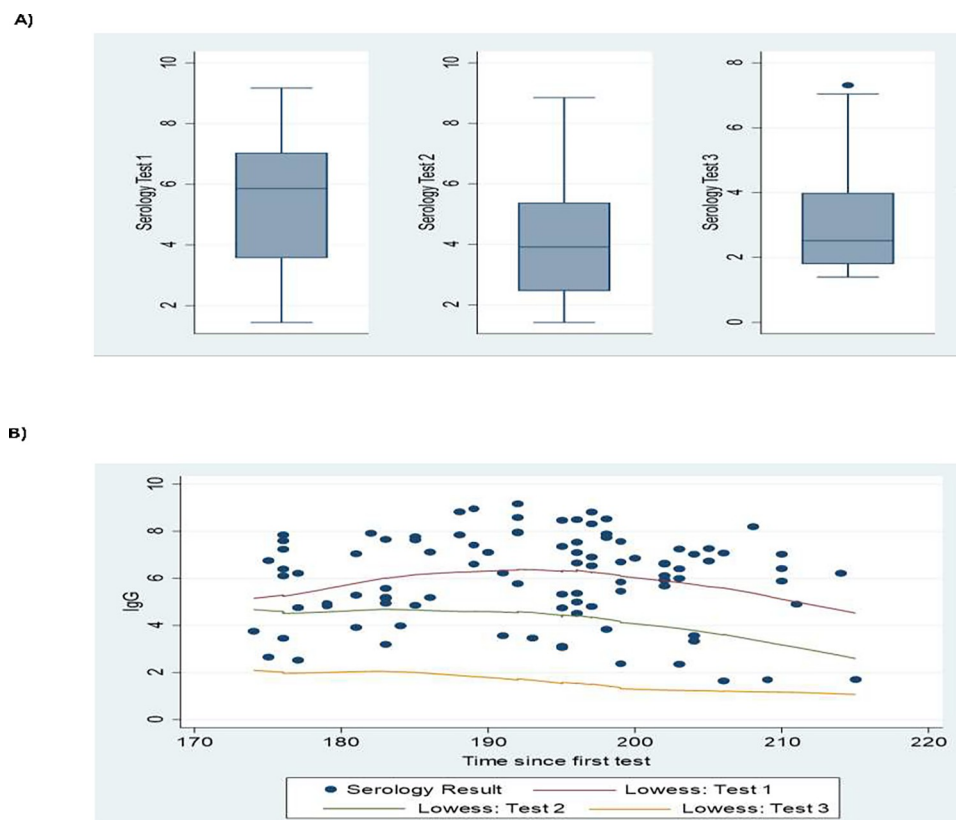 A)
Serology Test 1
10
8
6
4
2
Serology Test 2
10
8
6
4
2
Serology Test 3
8
6
4
2
0
B)
IgG
10
8
6
4
2
0
170 180 190 200 210 220
Time since first test
Serology Result Lowess: Test 1
Lowess: Test 2 Lowess: Test 3